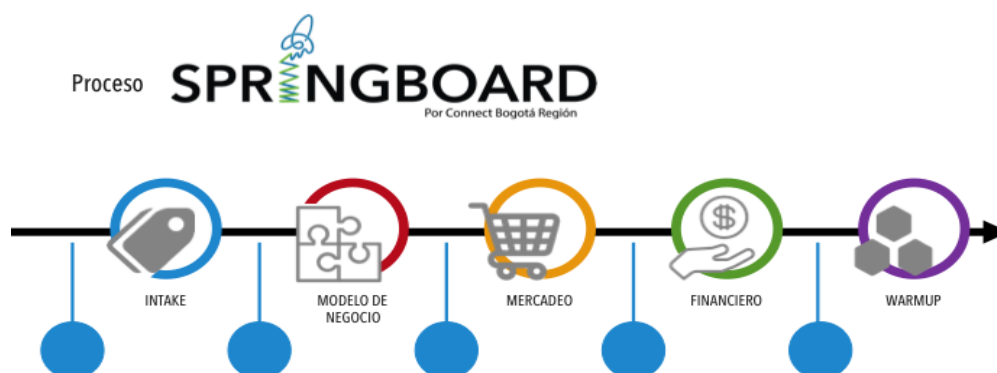 Proceso
SPRINGBOARD
Por Connect Bogotá Región
INTAKE
MODELO DE
NEGOCIO
MERCADEO
FINANCIERO
WARMUP